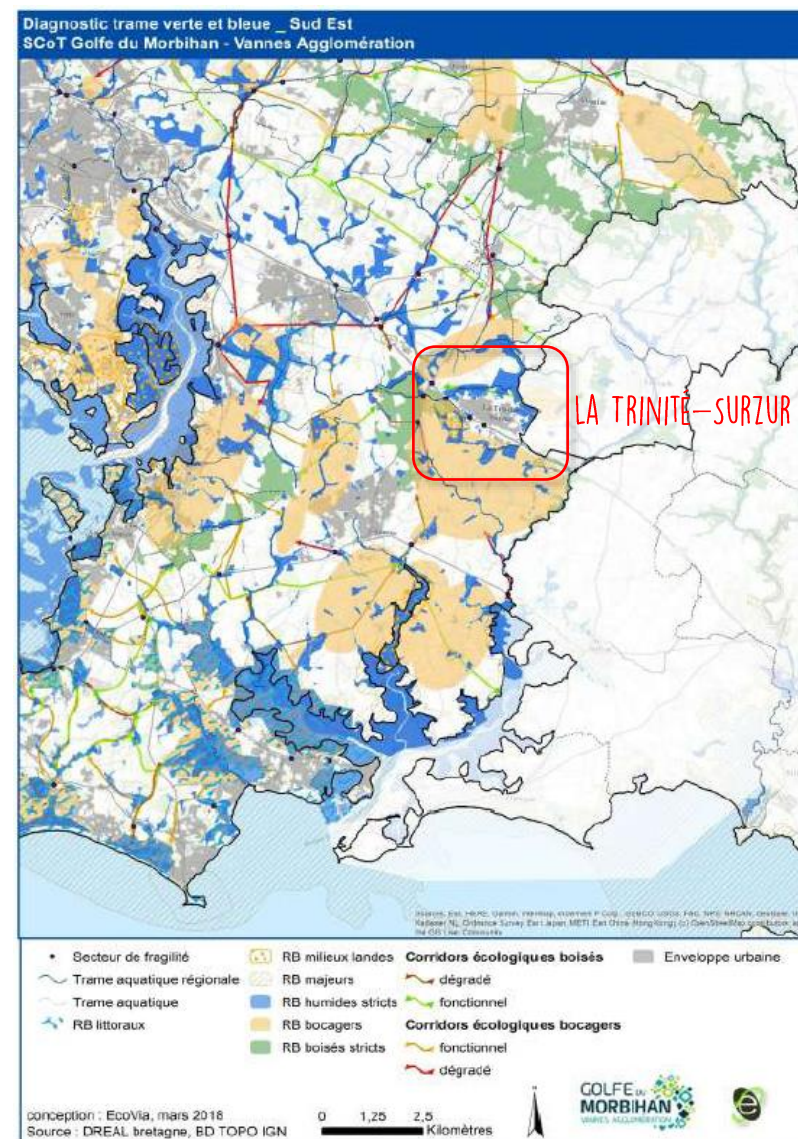 Diagnostic trame verte et bleue _ Sud Est
SCoT Golfe du Morbihan - Vannes Agglomération
LA TRINITÉ-SURZUR
Secteur de fragilité
Trame aquatique régionale
Trame aquatique
RB littoraux
RB milieux landes
RB majeurs
RB humides stricts
RB bocagers
RB boisés stricts
Corridors écologiques boisés
dégradé
fonctionnel
Corridors écologiques bocagers
fonctionnel
dégradé
Enveloppe urbaine
conception : EcoVia, mars 2018
Source : DREAL bretagne, BD TOPO IGN
0 1,25 2,5
Kilomètres
GOLFE DU
MORBIHAN
VANNES AGGLOMÉRATION